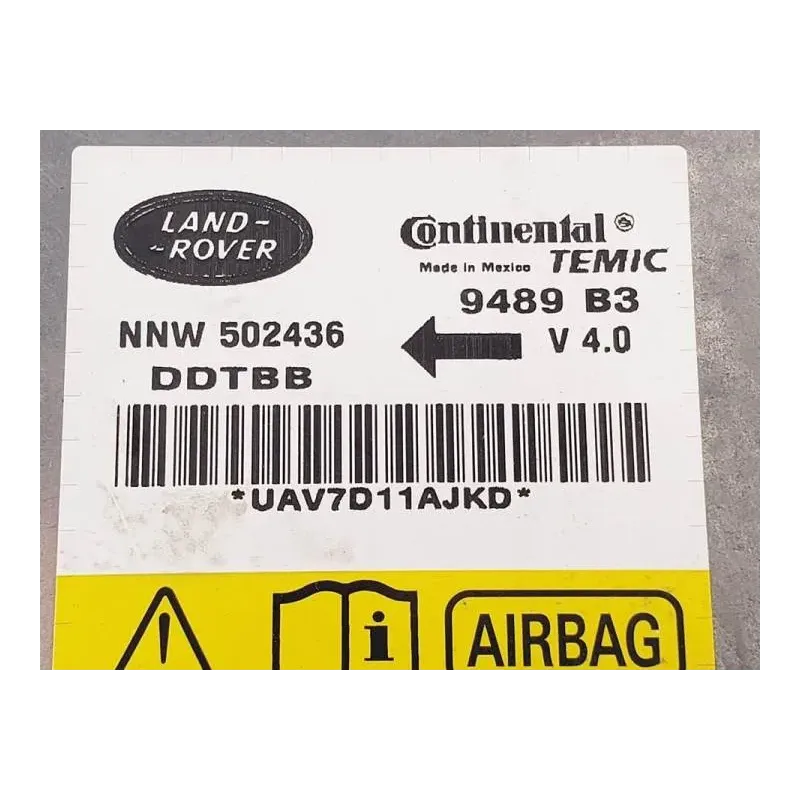 LAND-
-ROVER
Continental
Made in Mexico TEMIC
9489 B3
NNW 502436
V 4.0
DDTBB
*UAV7D11AJKD*
i
AIRBAG